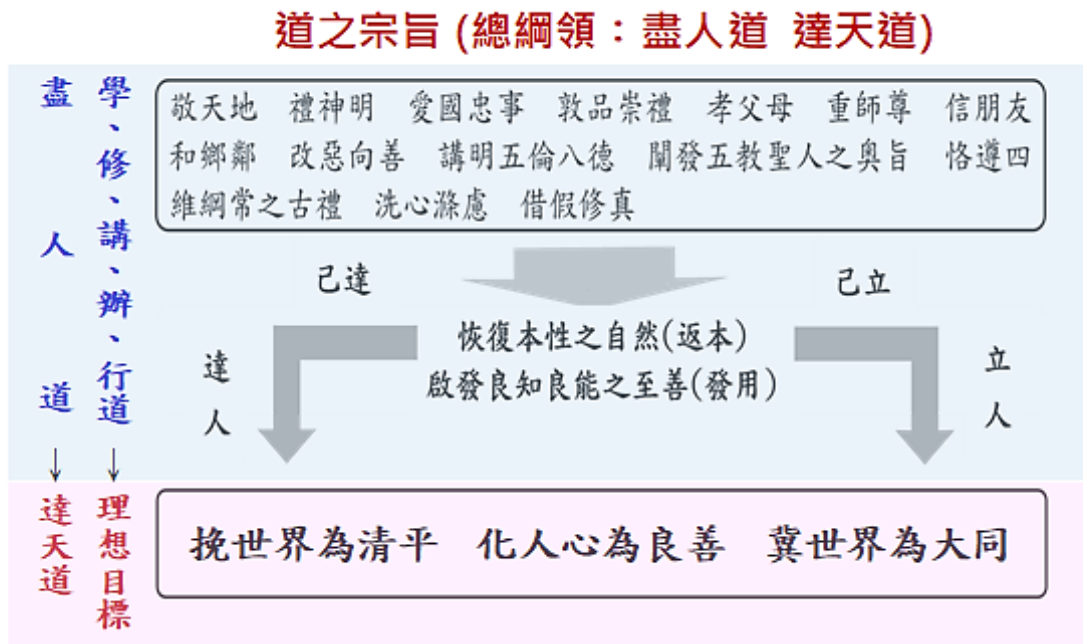 道之宗旨 (總綱領：盡人道 達天道)
盡人道
學、修、講、辦、行道
敬天地 禮神明 愛國忠事 敦品崇禮 孝父母 重師尊 信朋友
和鄉鄰 改惡向善 講明五倫八德 闡發五教聖人之奧旨 恪遵四
維綱常之古禮 洗心滌慮 借假修真
己達
己立
達人
恢復本性之自然(返本)
啟發良知良能之至善(發用)
立人
達天道
理想目標
挽世界為清平 化人心為良善 冀世界為大同